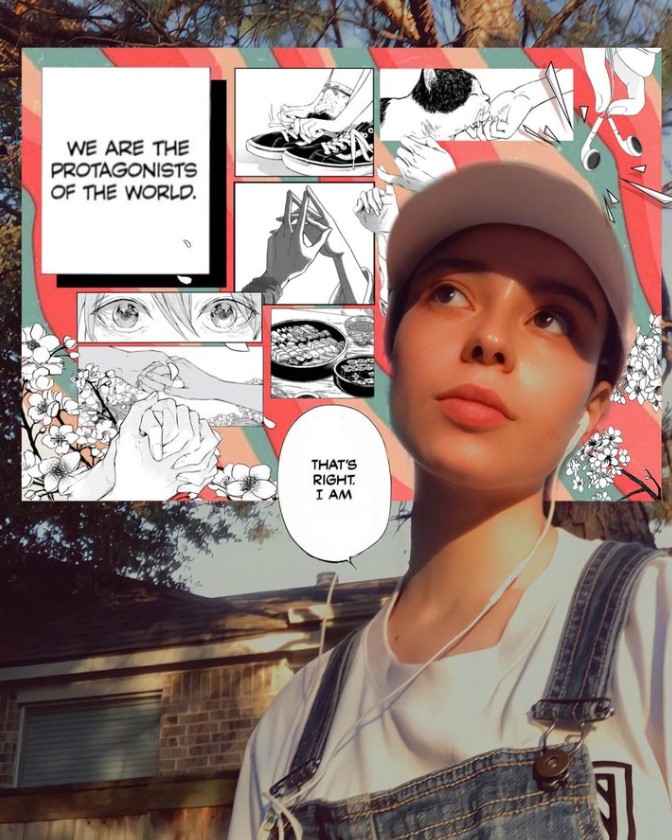 WE ARE THE
PROTAGONISTS
OF THE WORLD.
THAT'S
RIGHT.
I AM